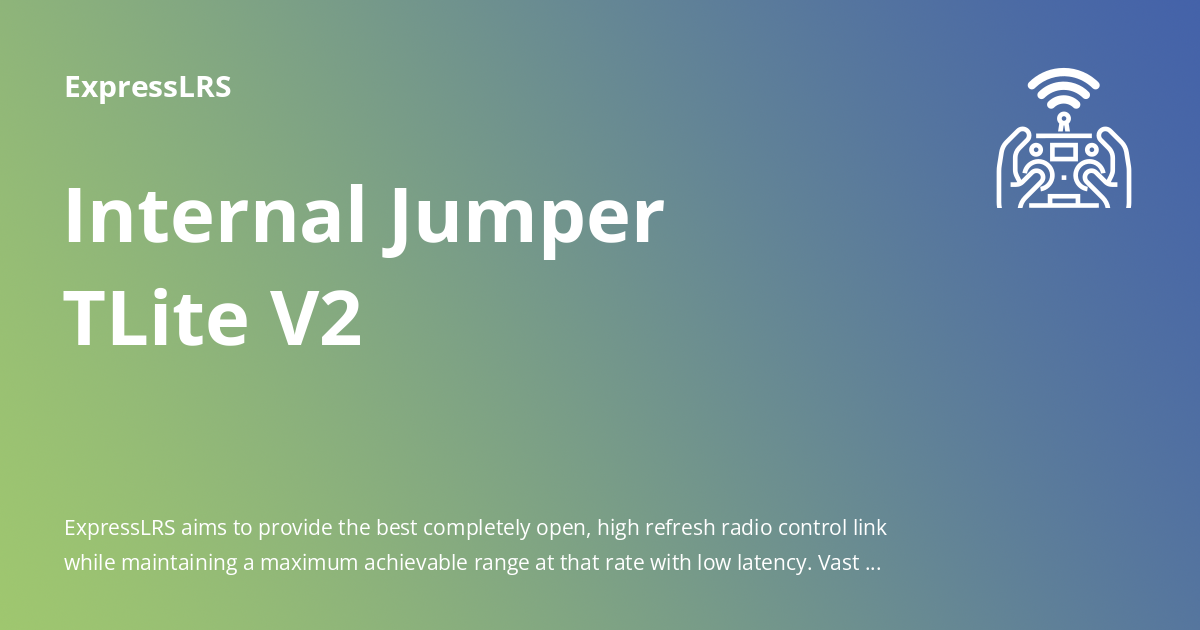 ExpressLRS
Internal Jumper
TLite V2
ExpressLRS aims to provide the best completely open, high refresh radio control link
while maintaining a maximum achievable range at that rate with low latency. Vast ...